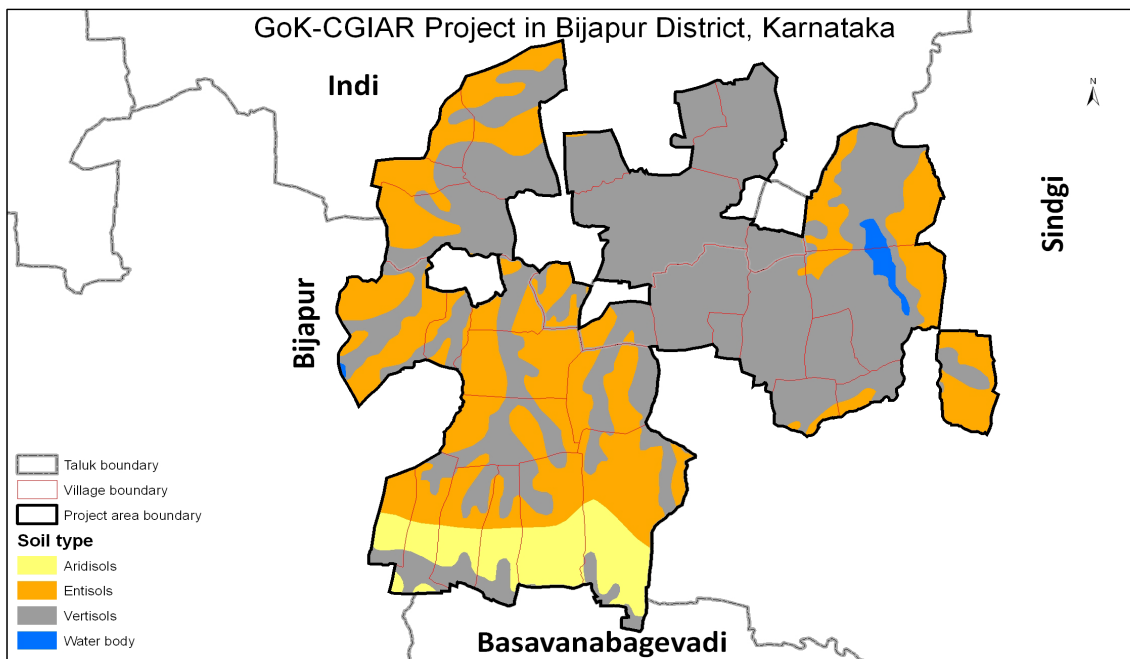 GoK-CGIAR Project in Bijapur District, Karnataka
Indi
N
Sindgi
Bijapur
Taluk boundary
Village boundary
Project area boundary
Soil type
Aridisols
Entisols
Vertisols
Water body
Basavanabagevadi